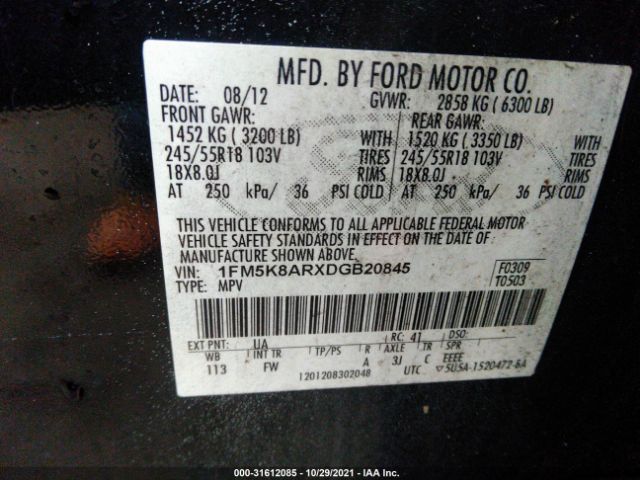 MFD. BY FORD MOTOR CO.
DATE: 08/12 GVWR: 2858 KG ( 6300 LB)
FRONT GAWR: REAR GAWR:
1452 KG ( 3200 LB) WITH 1520 KG ( 3350 LB) WITH
245/55R18 103V TIRES 245/55R18 103V TIRES
18X8.0J RIMS 18X8.0J RIMS
AT 250 kPa/ 36 PSI COLD AT 250 kPa/ 36 PSI COLD
THIS VEHICLE CONFORMS TO ALL APPLICABLE FEDERAL MOTOR
VEHICLE SAFETY STANDARDS IN EFFECT ON THE DATE OF
MANUFACTURE SHOWN ABOVE.
VIN: 1FM5K8ARXDGB20845 F0309
TYPE: MPV T0503
EXT PNT: UA RC: 41 DSO:
WB INT TR TP/PS R AXLE TR SPR
113 FW A 3J C EEEE
1201208302048 UTC ▽5U5A-1520472-BA
000-31612085 - 10/29/2021 - IAA Inc.